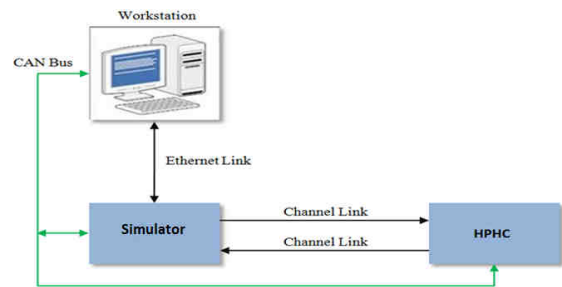 Workstation
CAN Bus
Ethernet Link
Simulator
Channel Link
Channel Link
HPHC